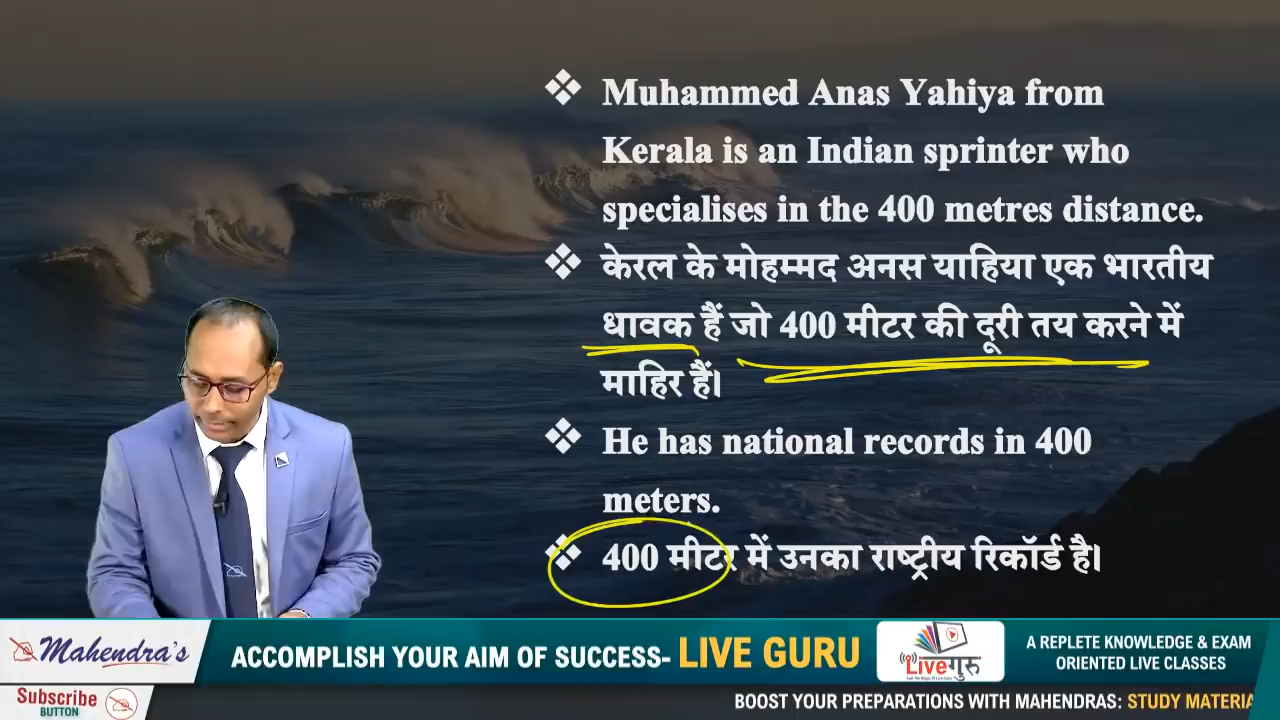 Muhammed Anas Yahiya from
Kerala is an Indian sprinter who
specialises in the 400 metres distance.
केरल के मोहम्मद अनस याहिया एक भारतीय
धावक हैं जो 400 मीटर की दूरी तय करने में
माहिर हैं।
He has national records in 400
meters.
400 मीटर में उनका राष्ट्रीय रिकॉर्ड है।
Mahendra's
ACCOMPLISH YOUR AIM OF SUCCESS- LIVE GURU
Liveगुरु
A REPLETE KNOWLEDGE & EXAM
ORIENTED LIVE CLASSES
Subscribe
BUTTON
BOOST YOUR PREPARATIONS WITH MAHENDRAS: STUDY MATERIA